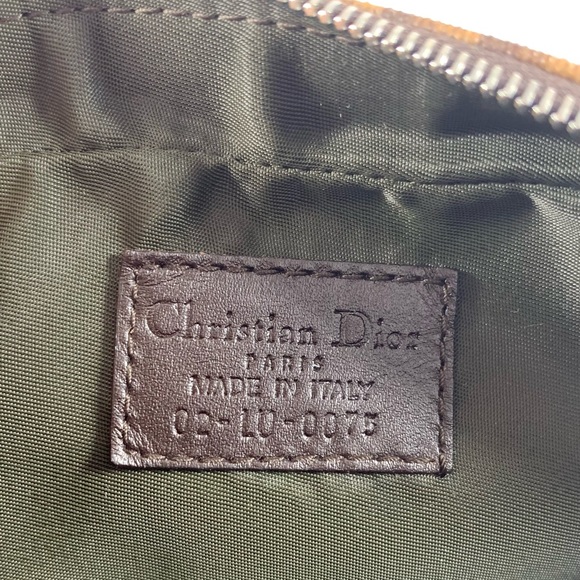 Christian Dior
PARIS
MADE IN ITALY
02-LU-0075